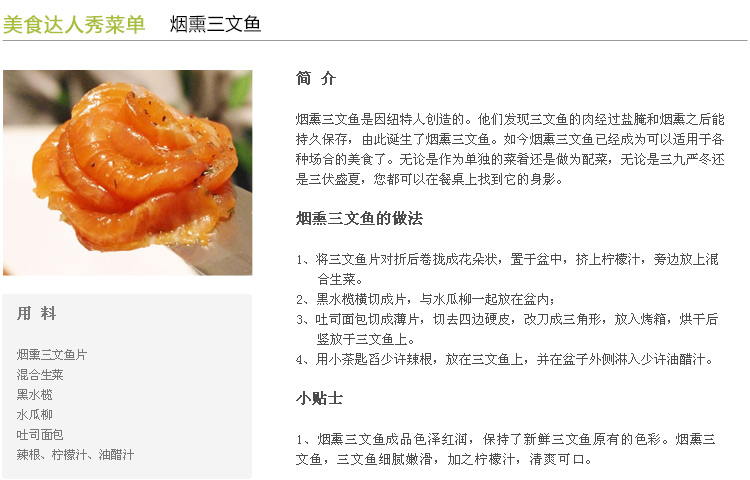 美食达人秀菜单 烟熏三文鱼
简 介
烟熏三文鱼是因纽特人创造的。他们发现三文鱼的肉经过盐腌和烟熏之后能
持久保存，由此诞生了烟熏三文鱼。如今烟熏三文鱼已经成为可以适用于各
种场合的美食了。无论是作为单独的菜肴还是做为配菜，无论是三九严冬还
是三伏盛夏，您都可以在餐桌上找到它的身影。
烟熏三文鱼的做法
1、将三文鱼片对折后卷拢成花朵状，置于盆中，挤上柠檬汁，旁边放上混
合生菜。
2、黑水榄横切成片，与水瓜柳一起放在盆内；
3、吐司面包切成薄片，切去四边硬皮，改刀成三角形，放入烤箱，烘干后
竖放于三文鱼上。
4、用小茶匙舀少许辣根，放在三文鱼上，并在盆子外侧淋入少许油醋汁。
小贴士
1、烟熏三文鱼成品色泽红润，保持了新鲜三文鱼原有的色彩。烟熏三
文鱼，三文鱼细腻嫩滑，加之柠檬汁，清爽可口。
用 料
烟熏三文鱼片
混合生菜
黑水榄
水瓜柳
吐司面包
辣根、柠檬汁、油醋汁